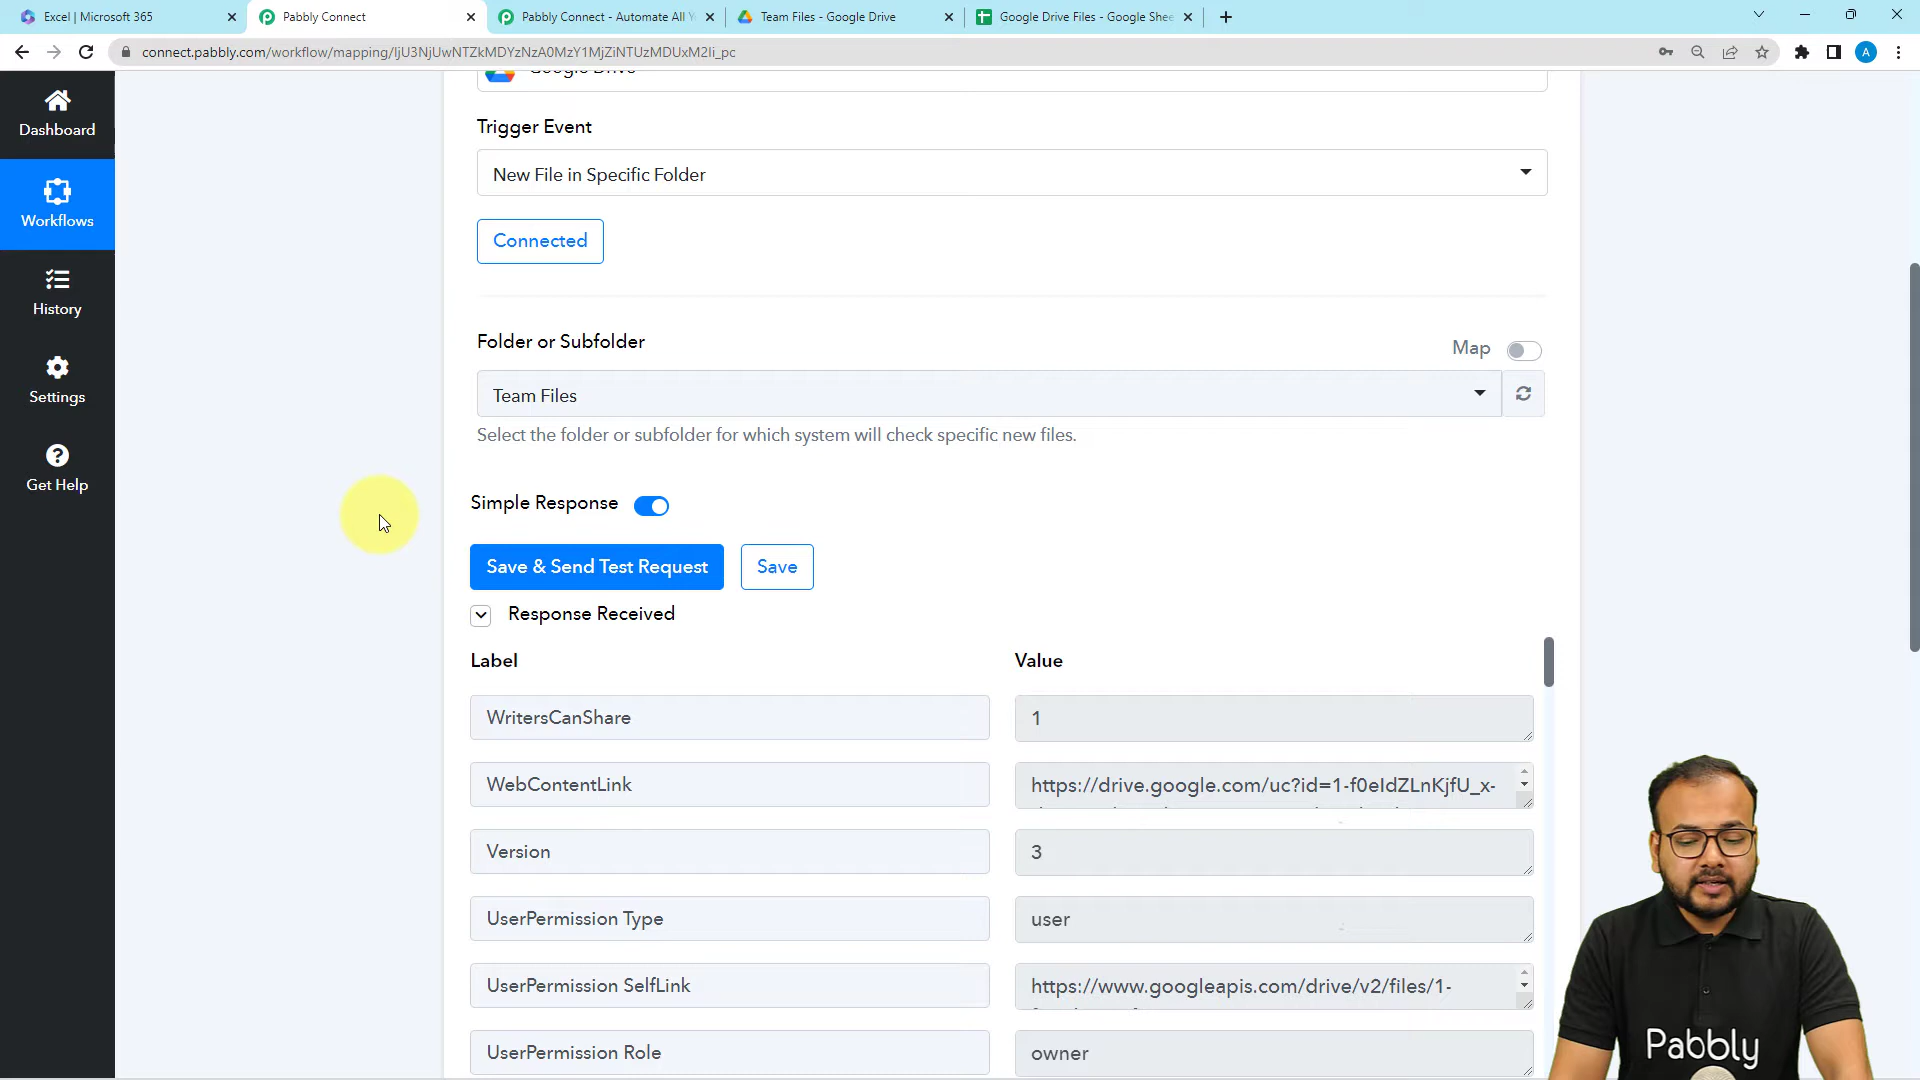 Excel | Microsoft 365
Pabbly Connect
Pabbly Connect - Automate All Y
Team Files - Google Drive
Google Drive Files - Google Shee
connect.pabbly.com/workflow/mapping/IjU3NjUwNTZkMDYzNzA0MzY1MjZiNTUzMDUxM2Ii_pc
A
Dashboard
Workflows
History
Settings
Get Help
Google Drive
Trigger Event
New File in Specific Folder
Connected
Folder or Subfolder
Map
Team Files
Select the folder or subfolder for which system will check specific new files.
Simple Response
Save & Send Test Request
Save
Response Received
Label
Value
WritersCanShare
1
WebContentLink
https://drive.google.com/uc?id=1-f0eIdZLnKjfU_x-
Version
3
UserPermission Type
user
UserPermission SelfLink
https://www.googleapis.com/drive/v2/files/1-
UserPermission Role
owner
Pabbly